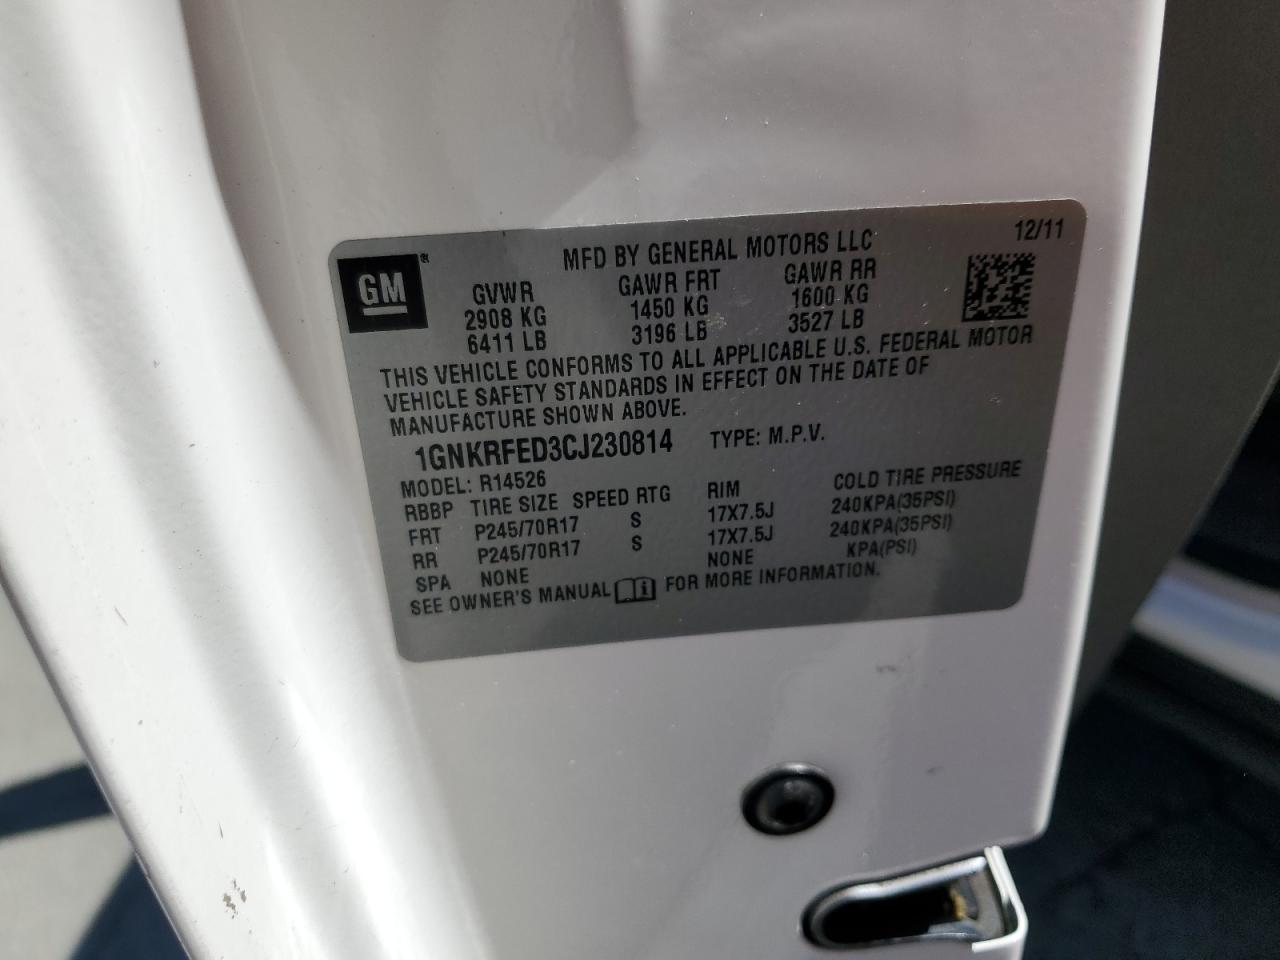 12/11
MFD BY GENERAL MOTORS LLC
GM ®
GVWR GAWR FRT GAWR RR
2908 KG 1450 KG 1600 KG
6411 LB 3196 LB 3527 LB
THIS VEHICLE CONFORMS TO ALL APPLICABLE U.S. FEDERAL MOTOR
VEHICLE SAFETY STANDARDS IN EFFECT ON THE DATE OF
MANUFACTURE SHOWN ABOVE.
1GNKRFED3CJ230814 TYPE: M.P.V.
MODEL: R14526
RBBP TIRE SIZE SPEED RTG RIM COLD TIRE PRESSURE
FRT P245/70R17 S 17X7.5J 240KPA(35PSI)
RR P245/70R17 S 17X7.5J 240KPA(35PSI)
SPA NONE NONE KPA(PSI)
SEE OWNER'S MANUAL FOR MORE INFORMATION.